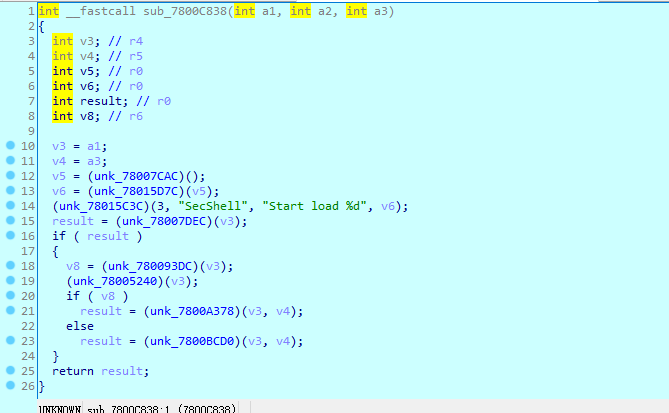 1 int __fastcall sub_7800C838(int a1, int a2, int a3)
2 {
3 int v3; // r4
4 int v4; // r5
5 int v5; // r0
6 int v6; // r0
7 int result; // r0
8 int v8; // r6
9
10 v3 = a1;
11 v4 = a3;
12 v5 = (unk_78007CAC)();
13 v6 = (unk_78015D7C)(v5);
14 (unk_78015C3C)(3, "SecShell", "Start load %d", v6);
15 result = (unk_78007DEC)(v3);
16 if ( result )
17 {
18 v8 = (unk_780093DC)(v3);
19 (unk_78005240)(v3);
20 if ( v8 )
21 result = (unk_7800A378)(v3, v4);
22 else
23 result = (unk_7800BCD0)(v3, v4);
24 }
25 return result;
26 }
UNKNOWN sub_7800C838:1 (7800C838)